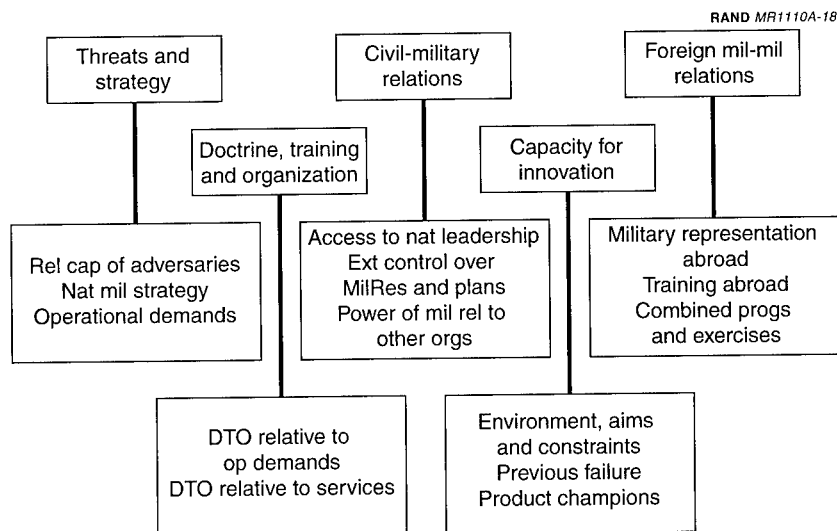 RAND MR1110A-18
Threats and
strategy
Civil-military
relations
Foreign mil-mil
relations
Doctrine, training
and organization
Capacity for
innovation
Rel cap of adversaries
Nat mil strategy
Operational demands
Access to nat leadership
Ext control over
MilRes and plans
Power of mil rel to
other orgs
Military representation
abroad
Training abroad
Combined progs
and exercises
DTO relative to
op demands
DTO relative to services
Environment, aims
and constraints
Previous failure
Product champions